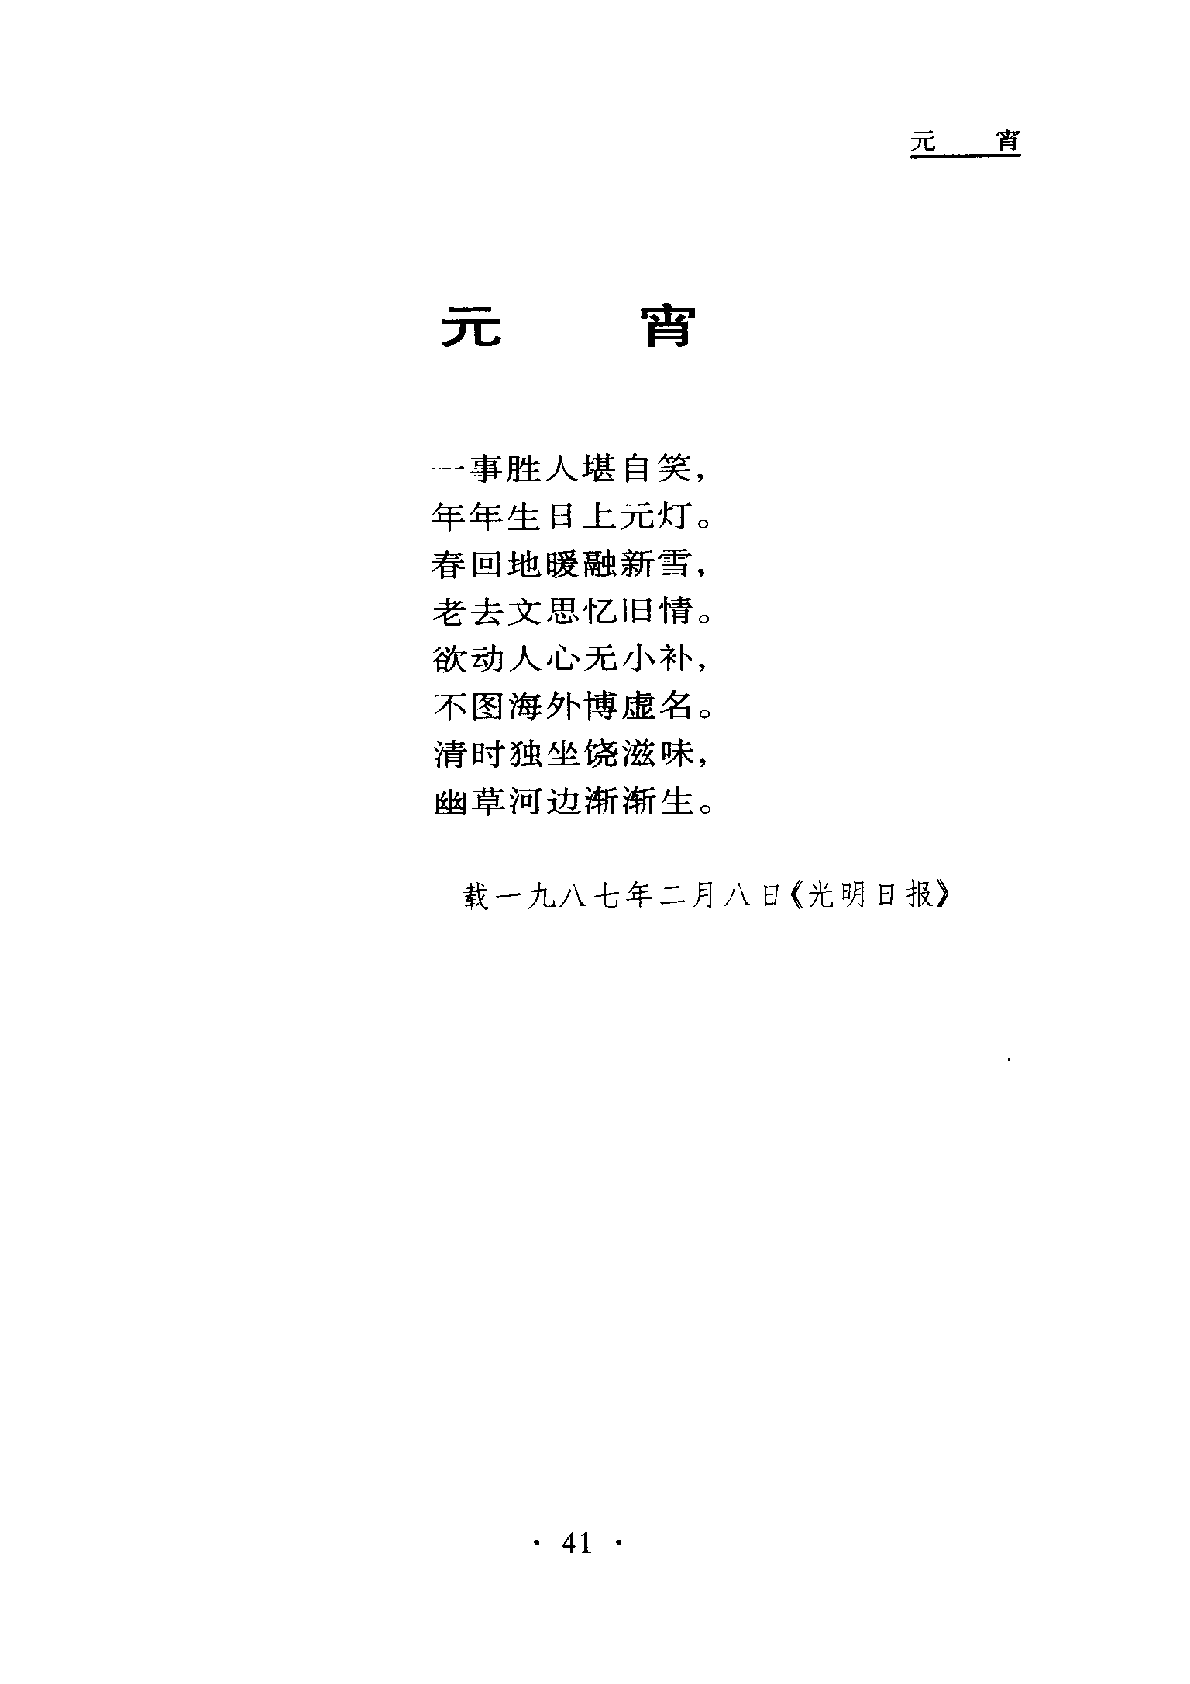 元　宵
元　宵
一事胜人堪自笑，
年年生日上元灯。
春回地暖融新雪，
老去文思忆旧情。
欲动人心无小补，
不图海外博虚名。
清时独坐饶滋味，
幽草河边渐渐生。
载一九八七年二月八日《光明日报》
· 41 ·